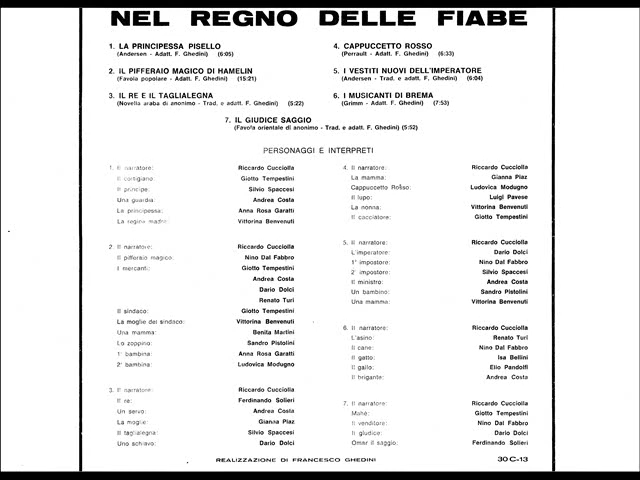 NEL REGNO DELLE FIABE
1. LA PRINCIPESSA PISELLO
(Andersen - Adatt. F. Ghedini) (6:05)
2. IL PIFFERAIO MAGICO DI HAMELIN
(Favola popolare - Adatt. F. Ghedini) (15:21)
3. IL RE E IL TAGLIALEGNA
(Novella araba di anonimo - Trad. e adatt. F. Ghedini) (5:22)
4. CAPPUCCETTO ROSSO
(Perrault - Adatt. F. Ghedini) (6:33)
5. I VESTITI NUOVI DELL'IMPERATORE
(Andersen - Trad. e adatt. F. Ghedini) (6:04)
6. I MUSICANTI DI BREMA
(Grimm - Adatt. F. Ghedini) (7:53)
7. IL GIUDICE SAGGIO
(Favola orientale di anonimo - Trad. e adatt. F. Ghedini) (5:52)
PERSONAGGI E INTERPRETI
1. Il narratore: Riccardo Cucciolla
Il cortigiano: Giotto Tempestini
Il principe: Silvio Spaccesi
Una guardia: Andrea Costa
La principessa: Anna Rosa Garatti
La regina madre: Vittorina Benvenuti
2. Il narratore: Riccardo Cucciolla
Il pifferaio magico: Nino Dal Fabbro
I mercanti: Giotto Tempestini
Andrea Costa
Dario Dolci
Renato Turi
Il sindaco: Giotto Tempestini
La moglie del sindaco: Vittorina Benvenuti
Una mamma: Benita Martini
Lo zoppino: Sandro Pistolini
1ª bambina: Anna Rosa Garatti
2ª bambina: Ludovica Modugno
3. Il narratore: Riccardo Cucciolla
Il re: Ferdinando Solieri
Un servo: Andrea Costa
La moglie: Gianna Piaz
Il taglialegna: Silvio Spaccesi
Uno schiavo: Dario Dolci
4. Il narratore: Riccardo Cucciolla
La mamma: Gianna Piaz
Cappuccetto Rosso: Ludovica Modugno
Il lupo: Luigi Pavese
La nonna: Vittorina Benvenuti
Il cacciatore: Giotto Tempestini
5. Il narratore: Riccardo Cucciolla
L'imperatore: Dario Dolci
1° impostore: Nino Dal Fabbro
2° impostore: Silvio Spaccesi
Il ministro: Andrea Costa
Un bambino: Sandro Pistolini
Una mamma: Vittorina Benvenuti
6. Il narratore: Riccardo Cucciolla
L'asino: Renato Turi
Il cane: Nino Dal Fabbro
Il gatto: Isa Bellini
Il gallo: Elio Pandolfi
Il brigante: Andrea Costa
7. Il narratore: Riccardo Cucciolla
Mahé: Giotto Tempestini
Il venditore: Nino Dal Fabbro
Il giudice: Dario Dolci
Omar il saggio: Ferdinando Solieri
REALIZZAZIONE DI FRANCESCO GHEDINI
30 C-13